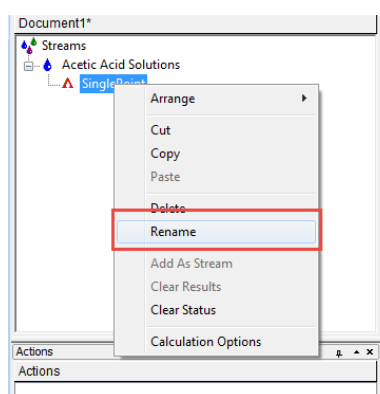 Document1*
Streams
Acetic Acid Solutions
SinglePoint
Arrange
Cut
Copy
Paste
Delete
Rename
Add As Stream
Clear Results
Clear Status
Calculation Options
Actions
Actions